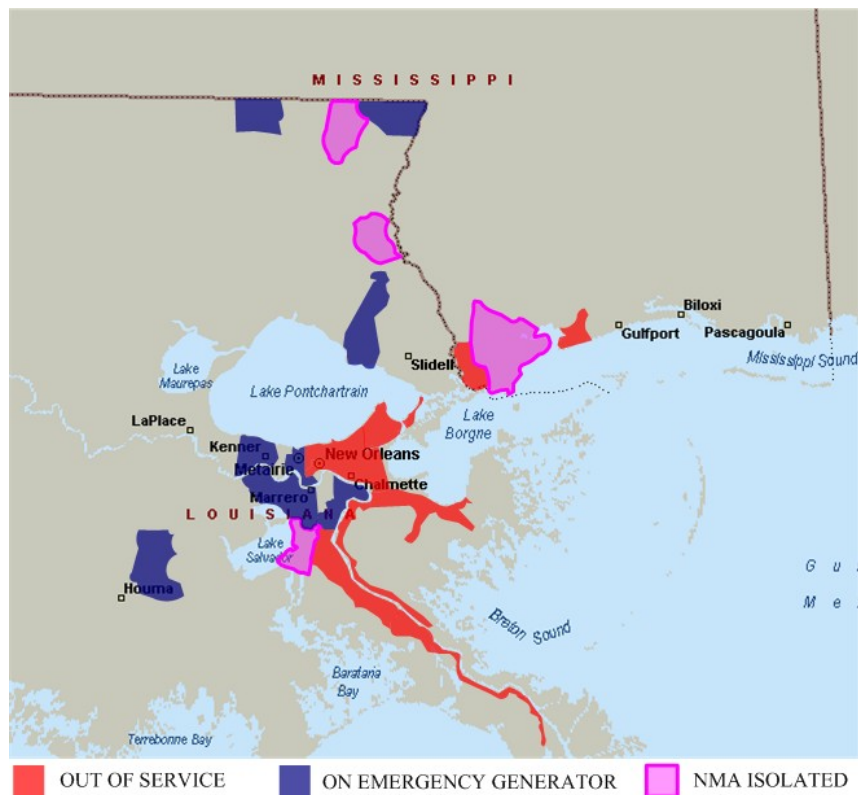 MISSISSIPPI
Biloxi
Gulfport
Pascagoula
Mississippi Sound
Slidell
Lake
Maurepas
Lake Pontchartrain
Lake
Borgne
LaPlace
Kenner
New Orleans
Metairie
Chalmette
Marrero
LOUISIANA
Lake
Salvador
Houma
G u
M e
Breton Sound
Barataria
Bay
Terrebonne Bay
OUT OF SERVICE
ON EMERGENCY GENERATOR
NMA ISOLATED